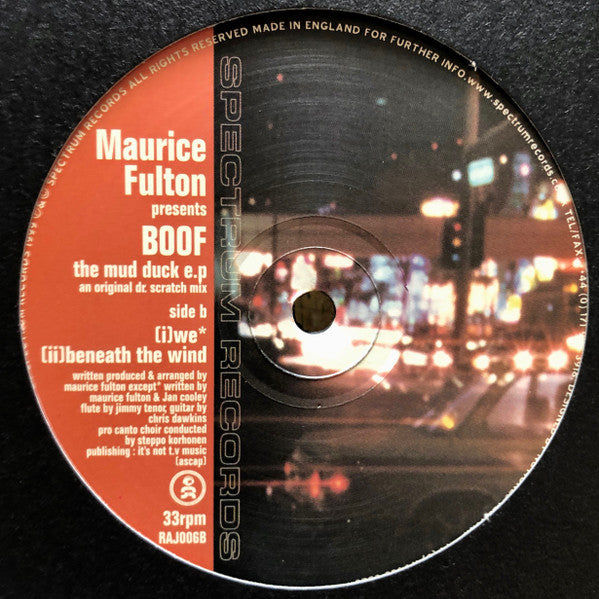 SPECTRUM RECORDS 1999 ALL RIGHTS RESERVED MADE IN ENGLAND FOR FURTHER INFO. www.spectrumrecords.co TEL/FAX +44 (0) 171
SPECTRUM RECORDS
Maurice
Fulton
presents
BOOF
the mud duck e.p
an original dr. scratch mix
side b
(i)we*
(ii)beneath the wind
written produced & arranged by
maurice fulton except* written by
maurice fulton & Jan cooley
flute by jimmy tenor, guitar by
chris dawkins
pro canto choir conducted
by steppo korhonen
publishing : it's not t.v music
(ascap)
33rpm
RAJ006B